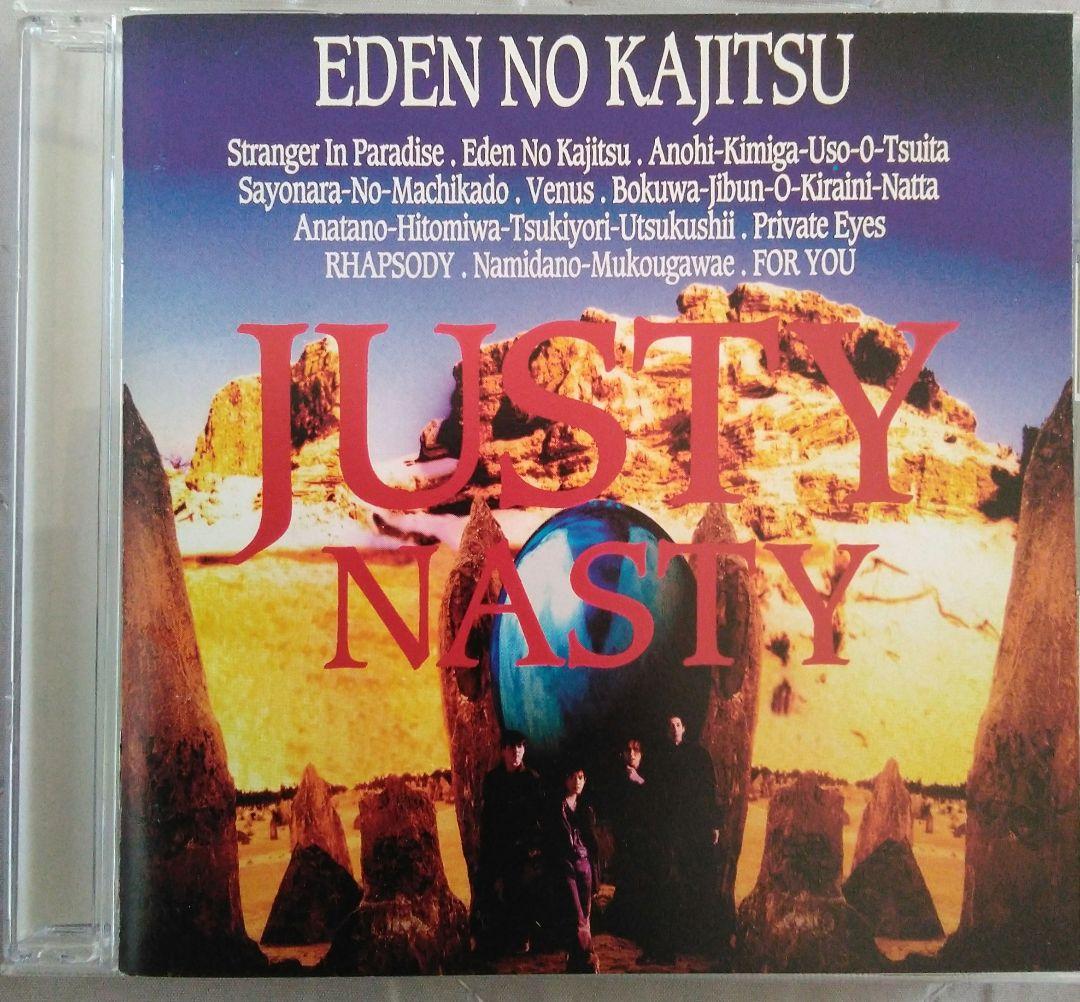 EDEN NO KAJITSU
Stranger In Paradise . Eden No Kajitsu . Anohi-Kimiga-Uso-O-Tsuita
Sayonara-No-Machikado . Venus . Bokuwa-Jibun-O-Kiraini-Natta
Anatano-Hitomiwa-Tsukiyori-Utsukushii . Private Eyes
RHAPSODY . Namidano-Mukougawae . FOR YOU
JUSTY
NASTY